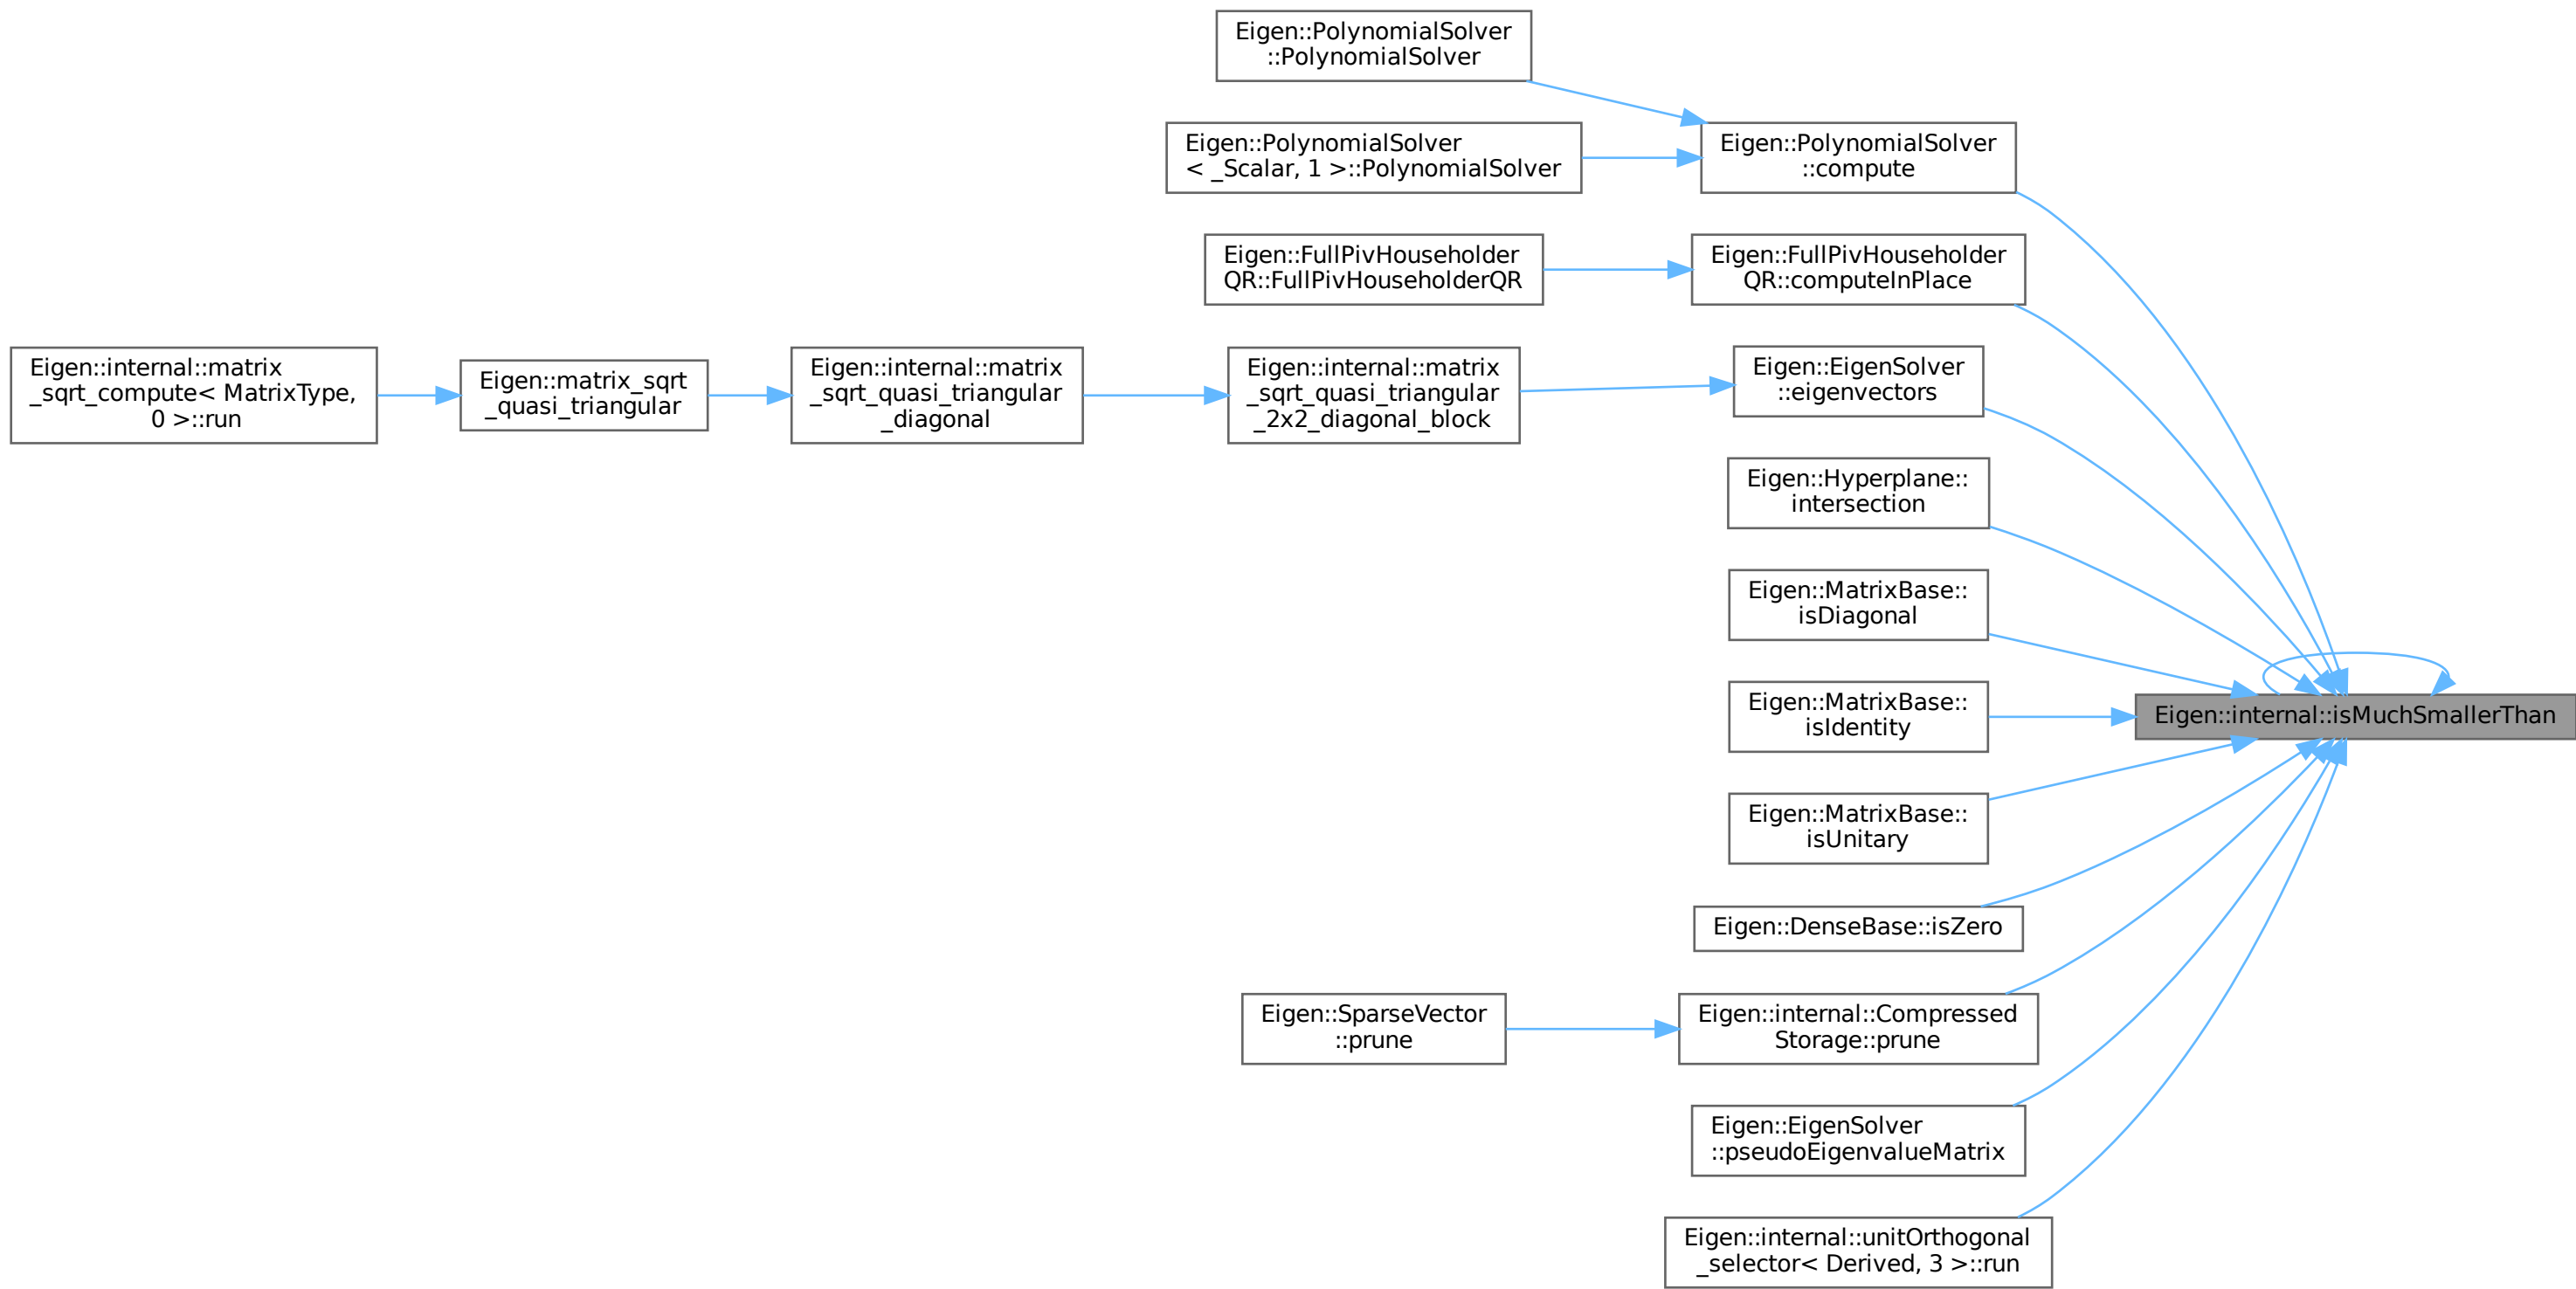 Eigen::PolynomialSolver
::PolynomialSolver
Eigen::PolynomialSolver
< _Scalar, 1 >::PolynomialSolver
Eigen::PolynomialSolver
::compute
Eigen::FullPivHouseholder
QR::FullPivHouseholderQR
Eigen::FullPivHouseholder
QR::computeInPlace
Eigen::internal::matrix
_sqrt_compute< MatrixType,
0 >::run
Eigen::matrix_sqrt
_quasi_triangular
Eigen::internal::matrix
_sqrt_quasi_triangular
_diagonal
Eigen::internal::matrix
_sqrt_quasi_triangular
_2x2_diagonal_block
Eigen::EigenSolver
::eigenvectors
Eigen::Hyperplane::
intersection
Eigen::MatrixBase::
isDiagonal
Eigen::MatrixBase::
isIdentity
Eigen::internal::isMuchSmallerThan
Eigen::MatrixBase::
isUnitary
Eigen::DenseBase::isZero
Eigen::SparseVector
::prune
Eigen::internal::Compressed
Storage::prune
Eigen::EigenSolver
::pseudoEigenvalueMatrix
Eigen::internal::unitOrthogonal
_selector< Derived, 3 >::run